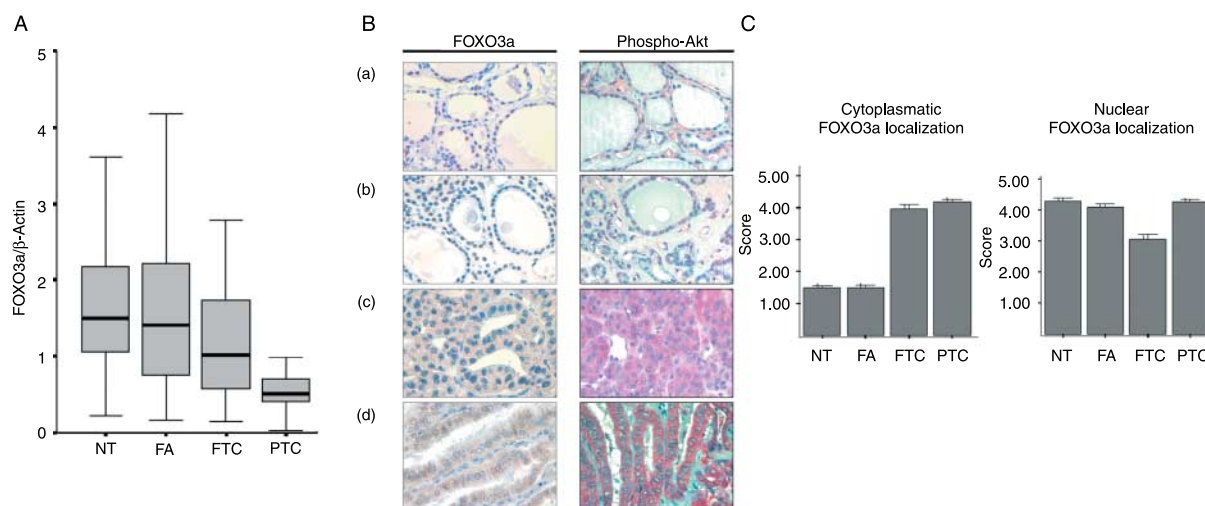 A
FOXO3a/β-Actin
5
4
3
2
1
0
NT FA FTC PTC
B
FOXO3a Phospho-Akt
(a)
(b)
(c)
(d)
C
Cytoplasmatic
FOXO3a localization
Score
5.00
4.00
3.00
2.00
1.00
NT FA FTC PTC
Nuclear
FOXO3a localization
Score
5.00
4.00
3.00
2.00
1.00
NT FA FTC PTC